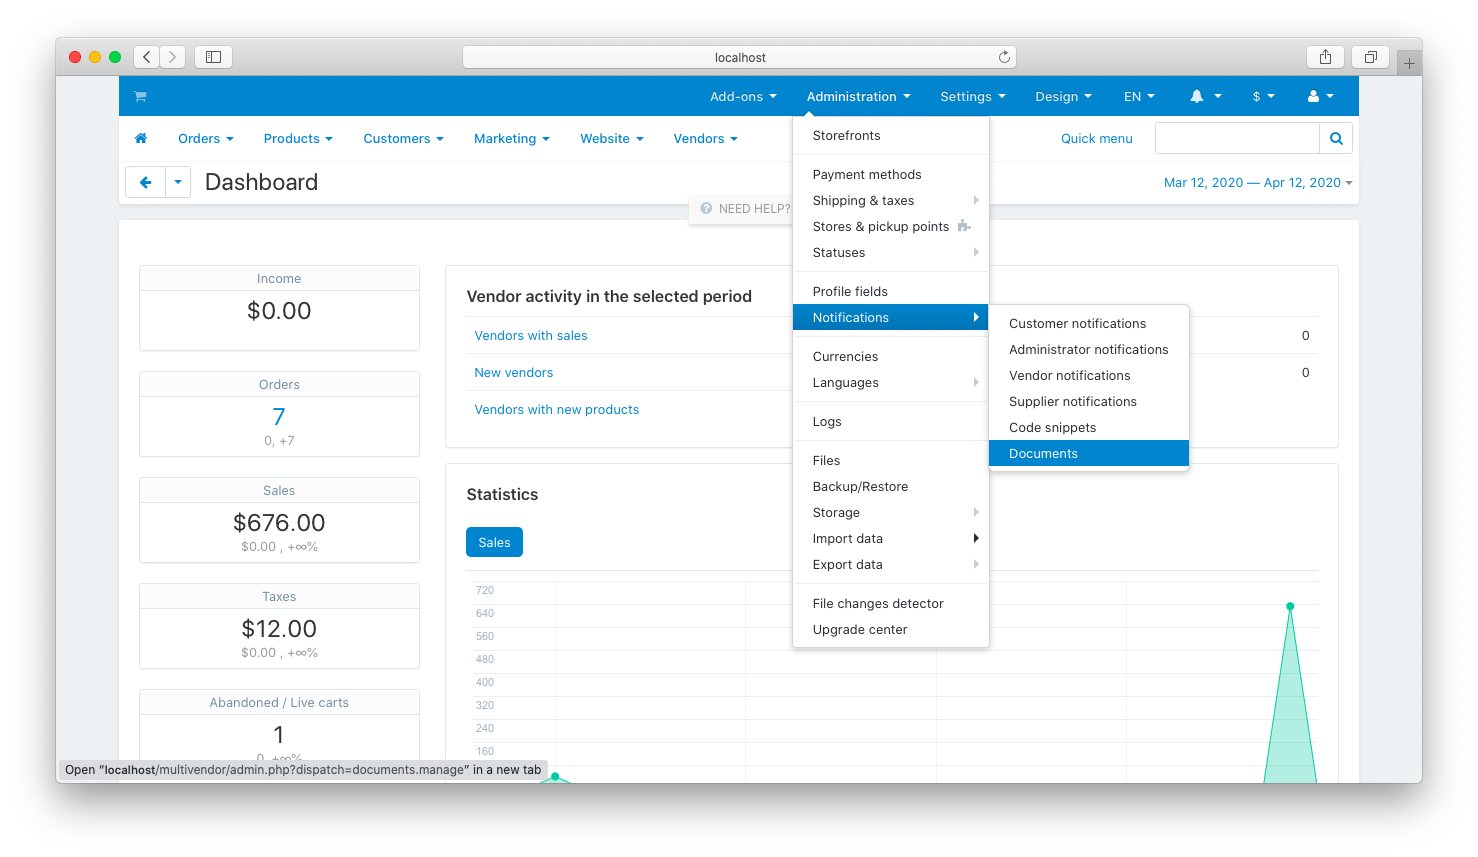 localhost
Add-ons Administration Settings Design EN $
Orders Products Customers Marketing Website Vendors Quick menu
Dashboard
Mar 12, 2020 — Apr 12, 2020
NEED HELP?
Storefronts
Payment methods
Shipping & taxes
Stores & pickup points
Statuses
Profile fields
Notifications
Currencies
Languages
Logs
Files
Backup/Restore
Storage
Import data
Export data
File changes detector
Upgrade center
Customer notifications
Administrator notifications
Vendor notifications
Supplier notifications
Code snippets
Documents
Income
$0.00
Orders
7
0, +7
Sales
$676.00
$0.00 , +∞%
Taxes
$12.00
$0.00 , +∞%
Abandoned / Live carts
1
0, +∞%
Vendor activity in the selected period
Vendors with sales 0
New vendors 0
Vendors with new products
Statistics
Sales
720
640
560
480
400
320
240
160
Open “localhost/multivendor/admin.php?dispatch=documents.manage” in a new tab